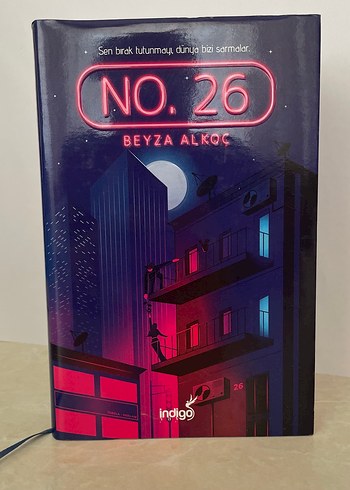 Sen bırak tutunmayı, dünya bizi sarmalar.
NO. 26
BEYZA ALKOÇ
26
indigo